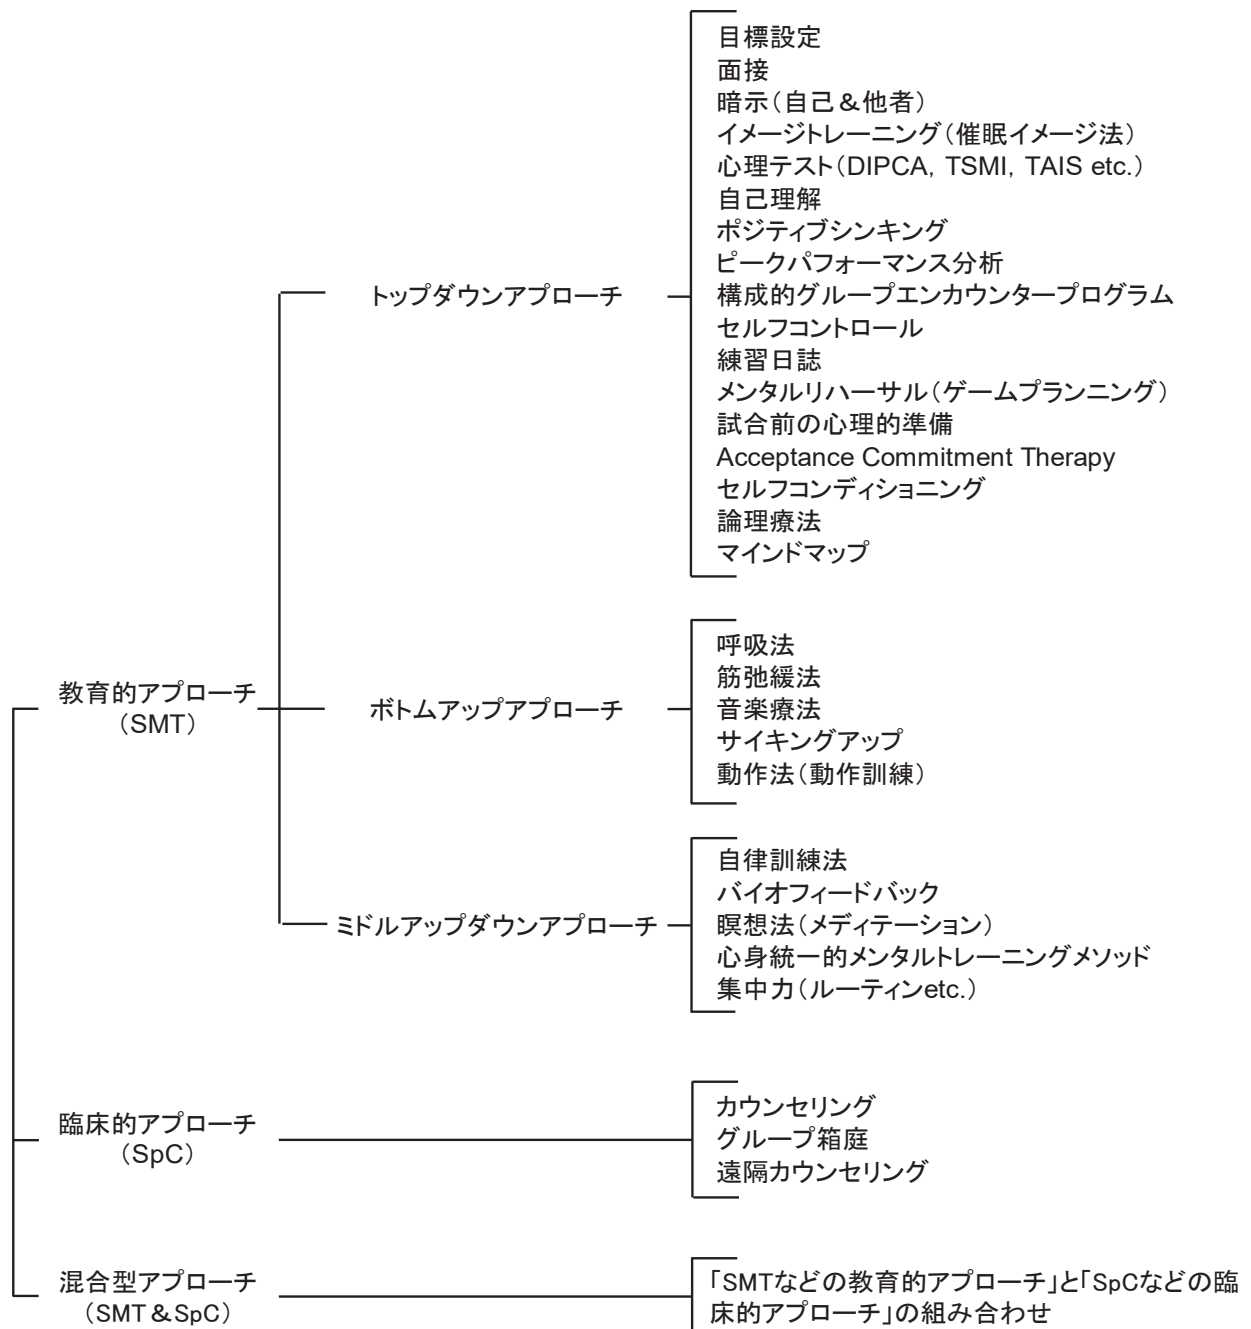 目標設定
面接
暗示（自己＆他者）
イメージトレーニング（催眠イメージ法）
心理テスト（DIPCA, TSMI, TAIS etc.）
自己理解
ポジティブシンキング
ピークパフォーマンス分析
トップダウンアプローチ
構成的グループエンカウンタープログラム
セルフコントロール
練習日誌
メンタルリハーサル（ゲームプランニング）
試合前の心理的準備
Acceptance Commitment Therapy
セルフコンディショニング
論理療法
マインドマップ
教育的アプローチ
（SMT）
ボトムアップアプローチ
呼吸法
筋弛緩法
音楽療法
サイキングアップ
動作法（動作訓練）
ミドルアップダウンアプローチ
自律訓練法
バイオフィードバック
瞑想法（メディテーション）
心身統一的メンタルトレーニングメソッド
集中力（ルーティンetc.）
臨床的アプローチ
（SpC）
カウンセリング
グループ箱庭
遠隔カウンセリング
混合型アプローチ
（SMT＆SpC）
「SMTなどの教育的アプローチ」と「SpCなどの臨
床的アプローチ」の組み合わせ